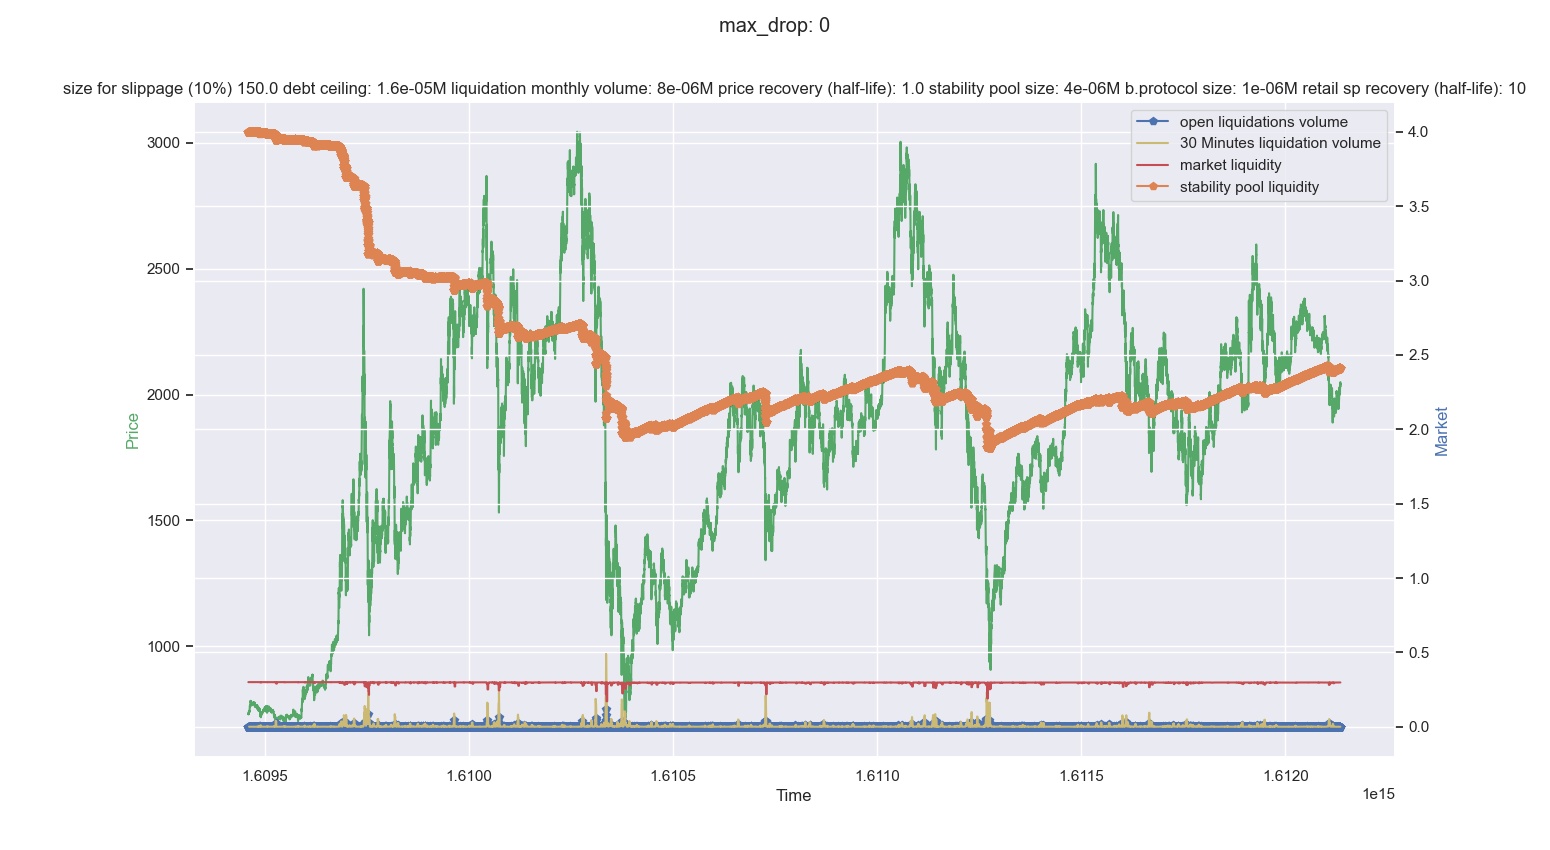 max_drop: 0
size for slippage (10%) 150.0 debt ceiling: 1.6e-05M liquidation monthly volume: 8e-06M price recovery (half-life): 1.0 stability pool size: 4e-06M b.protocol size: 1e-06M retail sp recovery (half-life): 10
open liquidations volume
30 Minutes liquidation volume
market liquidity
stability pool liquidity
3000
2500
2000
1500
1000
Price
4.0
3.5
3.0
2.5
2.0
1.5
1.0
0.5
0.0
Market
1.6095 1.6100 1.6105 1.6110 1.6115 1.6120
Time
1e15